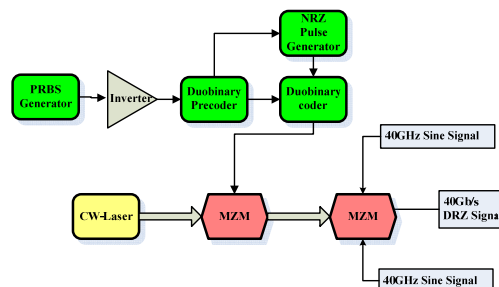 NRZ
Pulse
Generator
PRBS
Generator
Inverter
Duobinary
Precoder
Duobinary
coder
40GHz Sine Signal
CW-Laser
MZM
MZM
40Gb/s
DRZ Signal
40GHz Sine Signal